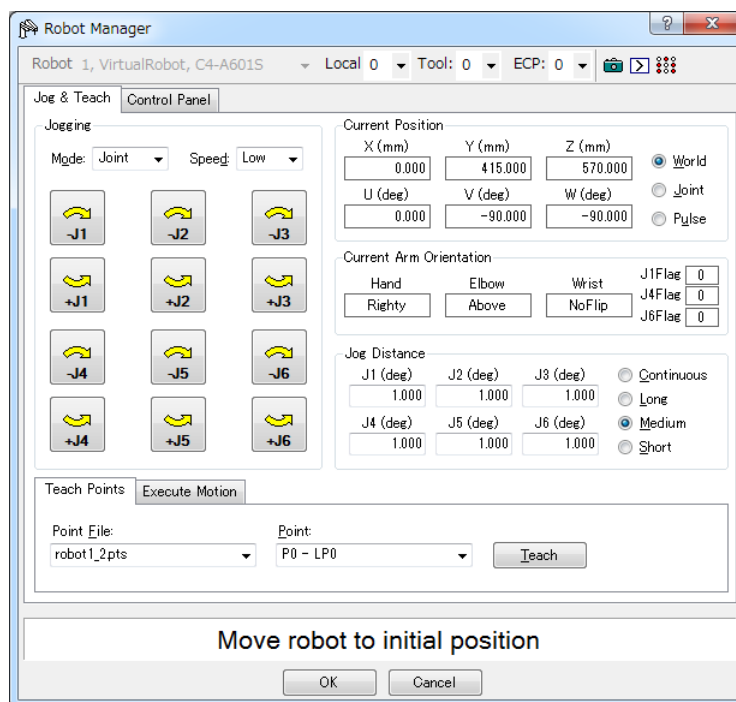 Robot Manager
Robot 1, VirtualRobot, C4-A601S Local 0 Tool: 0 ECP: 0
Jog & Teach Control Panel
Jogging
Mode: Joint Speed: Low
-J1 -J2 -J3
+J1 +J2 +J3
-J4 -J5 -J6
+J4 +J5 +J6
Current Position
X (mm) Y (mm) Z (mm)
0.000 415.000 570.000
U (deg) V (deg) W (deg)
0.000 -90.000 -90.000
World
Joint
Pulse
Current Arm Orientation
Hand Elbow Wrist
Righty Above NoFlip
J1Flag 0
J4Flag 0
J6Flag 0
Jog Distance
J1 (deg) J2 (deg) J3 (deg)
1.000 1.000 1.000
J4 (deg) J5 (deg) J6 (deg)
1.000 1.000 1.000
Continuous
Long
Medium
Short
Teach Points Execute Motion
Point File: Point:
robot1_2.pts P0 - LP0 Teach
Move robot to initial position
OK Cancel